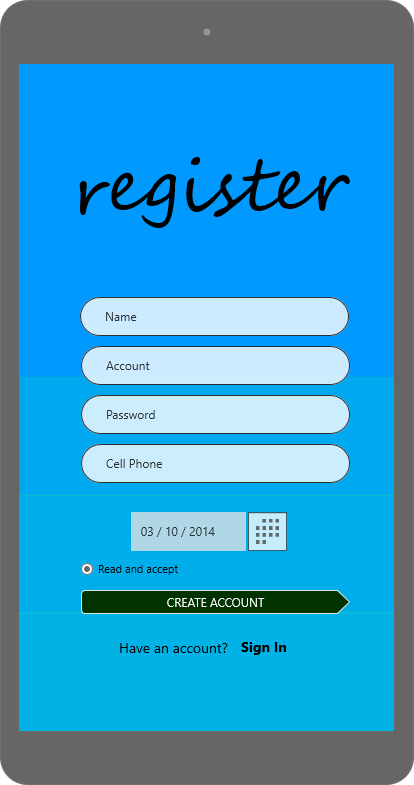 register
Name
Account
Password
Cell Phone
03 / 10 / 2014
Read and accept
CREATE ACCOUNT
Have an account? Sign In